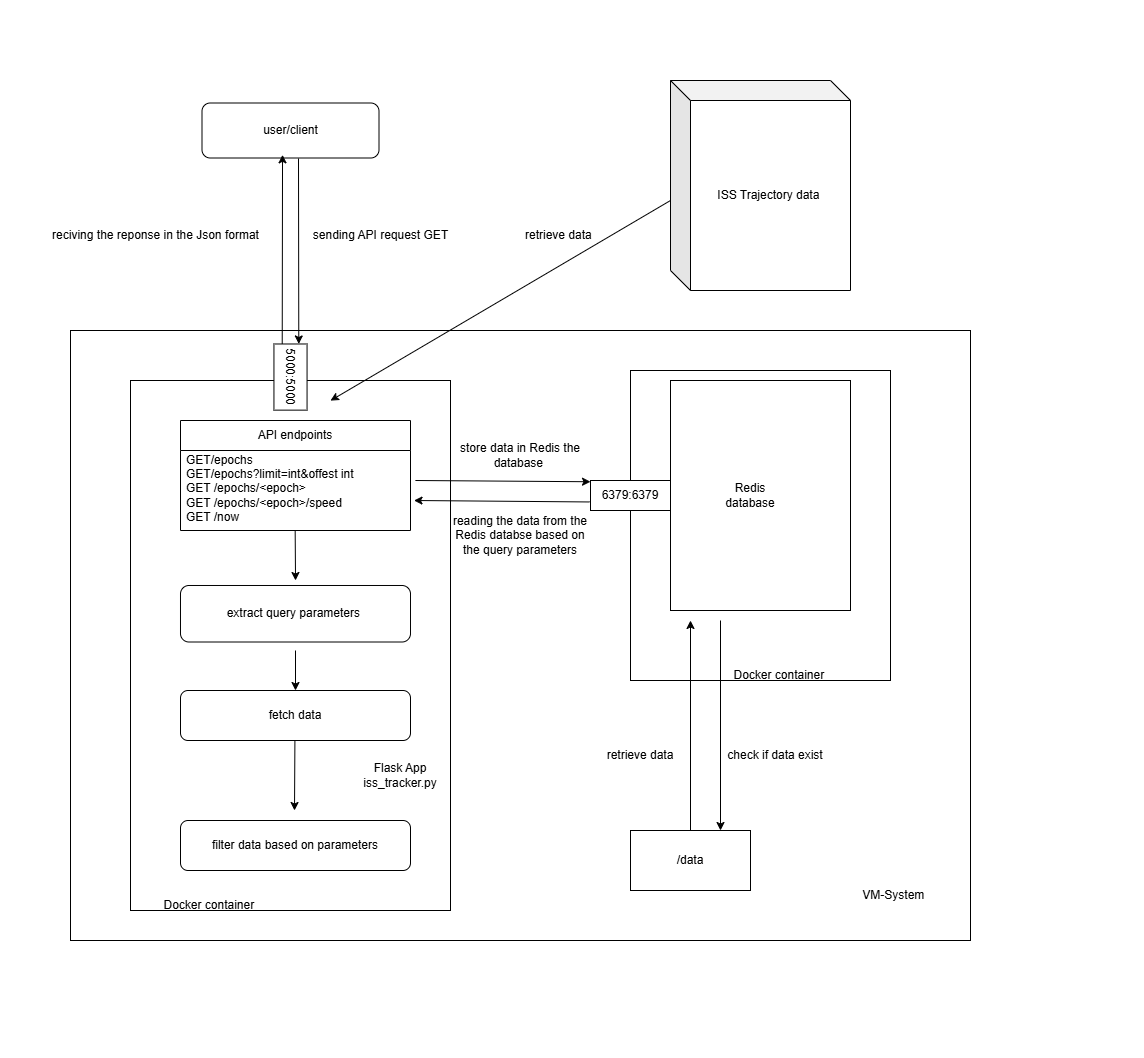 user/client
ISS Trajectory data
reciving the reponse in the Json format
sending API request GET
retrieve data
5000:5000
API endpoints
GET/epochs
GET/epochs?limit=int&offest int
GET /epochs/<epoch>
GET /epochs/<epoch>/speed
GET /now
store data in Redis the
database
6379:6379
Redis
database
reading the data from the
Redis databse based on
the query parameters
extract query parameters
Docker container
fetch data
retrieve data
check if data exist
Flask App
iss_tracker.py
filter data based on parameters
/data
VM-System
Docker container